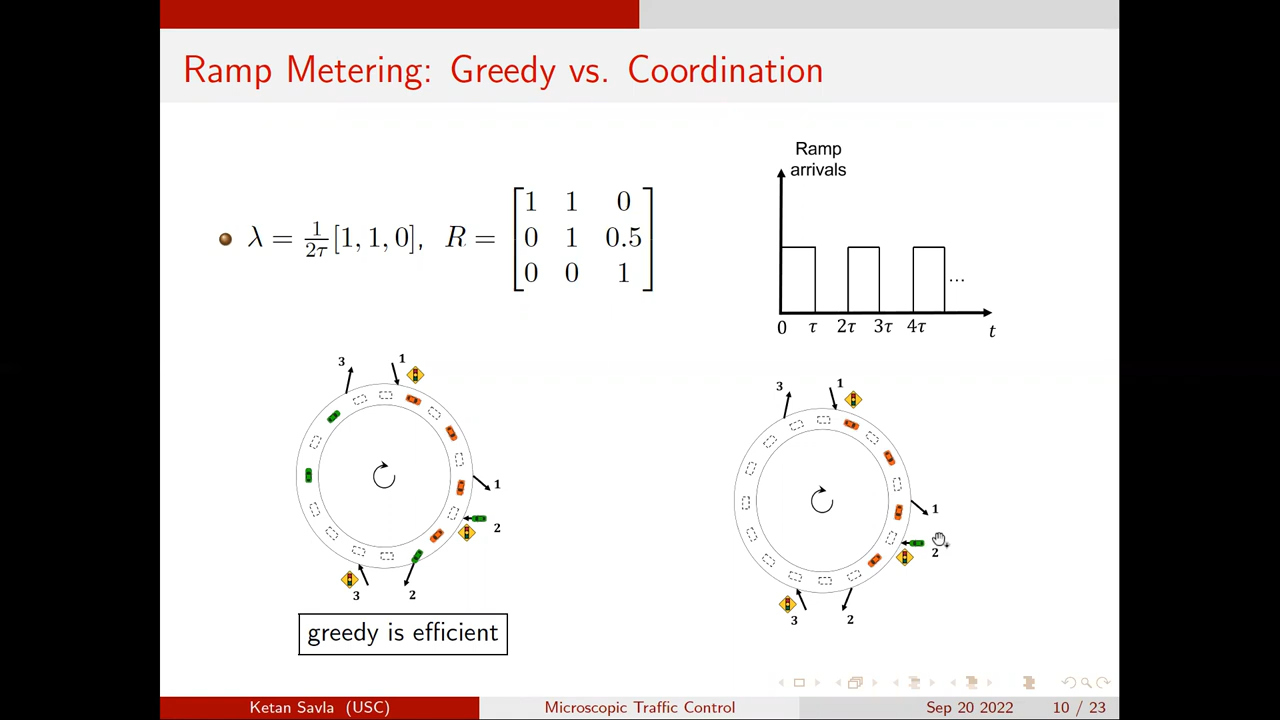 Ramp Metering: Greedy vs. Coordination
Ramp
arrivals
λ = 1/2τ [1, 1, 0], R = [1 1 0
0 1 0.5
0 0 1]
...
0 τ 2τ 3τ 4τ t
3 1
1
2
3 2
greedy is efficient
3 1
1
2
3 2
Ketan Savla (USC) Microscopic Traffic Control Sep 20 2022 10 / 23